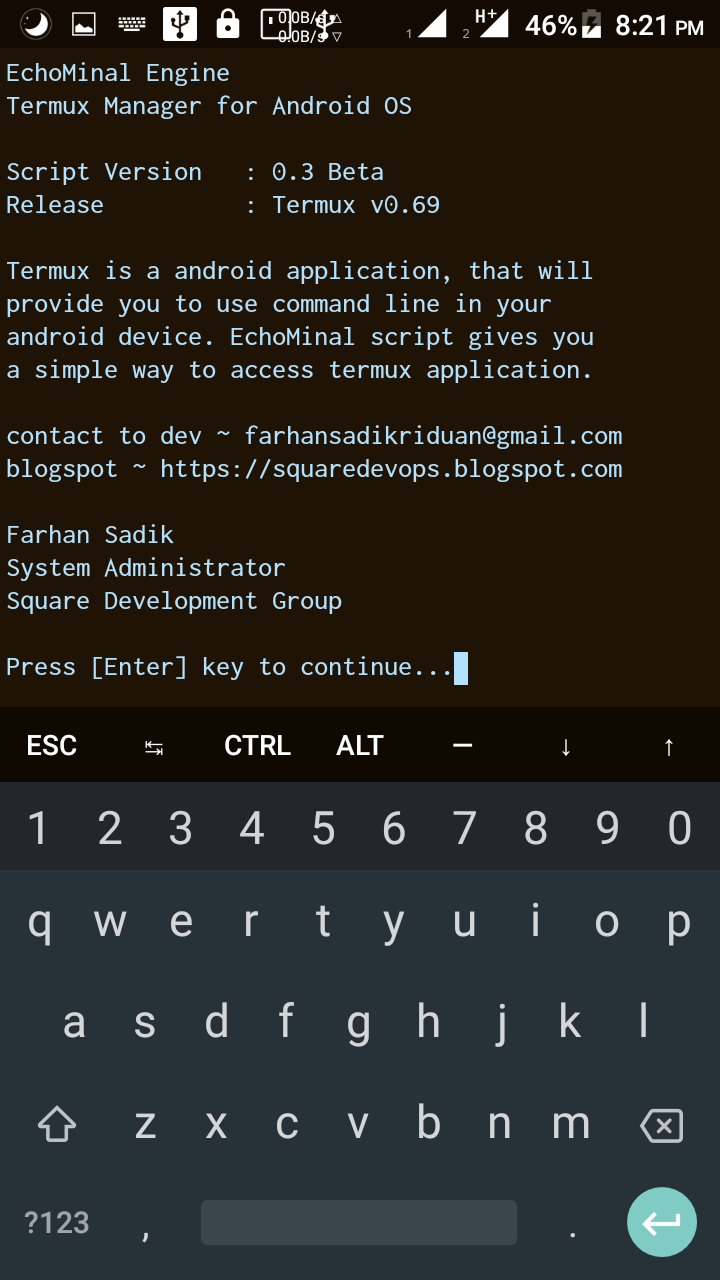 0.0B/s △
0.0B/s ▽
1
2
H+
46%
8:21 PM
EchoMinal Engine
Termux Manager for Android OS
Script Version   : 0.3 Beta
Release          : Termux v0.69
Termux is a android application, that will
provide you to use command line in your
android device. EchoMinal script gives you
a simple way to access termux application.
contact to dev ~ farhansadikriduan@gmail.com
blogspot ~ https://squaredevops.blogspot.com
Farhan Sadik
System Administrator
Square Development Group
Press [Enter] key to continue...
ESC ↹ CTRL ALT — ↓ ↑
1 2 3 4 5 6 7 8 9 0
q w e r t y u i o p
a s d f g h j k l
z x c v b n m
?123 , .